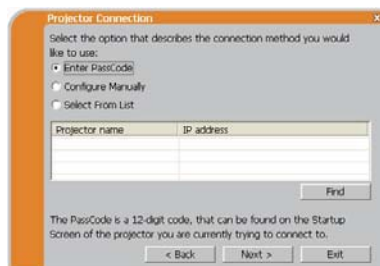 Projector Connection
x
Select the option that describes the connection method you would
like to use:
Enter PassCode
Configure Manually
Select From List
Projector name IP address
Find
The PassCode is a 12-digit code, that can be found on the Startup
Screen of the projector you are currently trying to connect to.
< Back Next > Exit